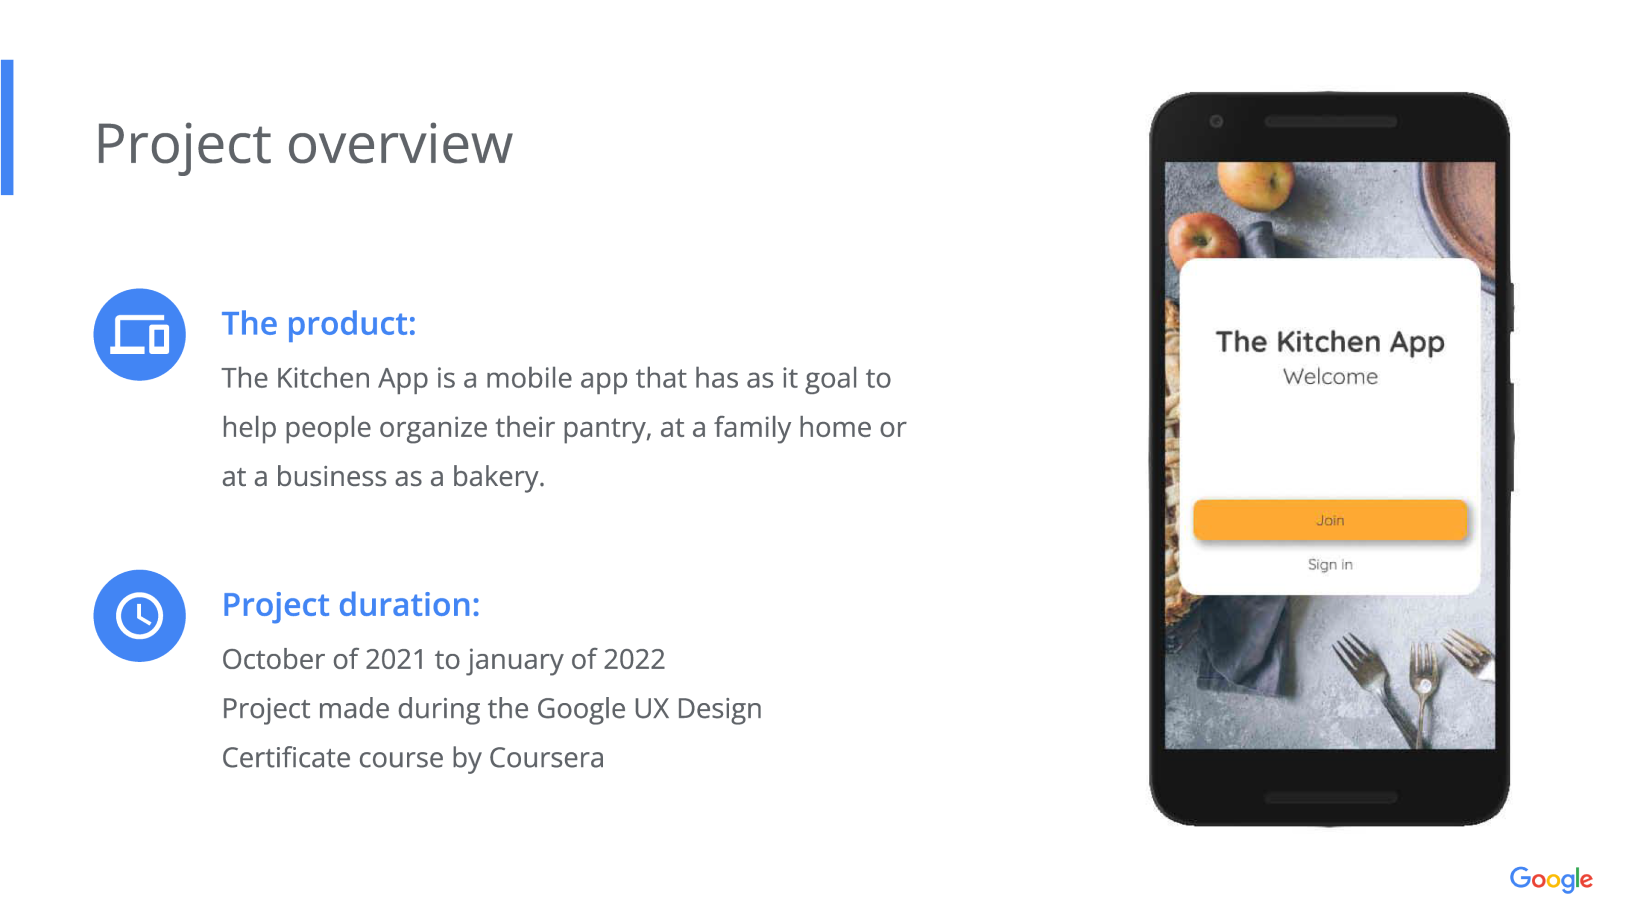 Project overview
The product:
The Kitchen App is a mobile app that has as it goal to
help people organize their pantry, at a family home or
at a business as a bakery.
Project duration:
October of 2021 to january of 2022
Project made during the Google UX Design
Certificate course by Coursera
The Kitchen App
Welcome
Join
Sign in
Google